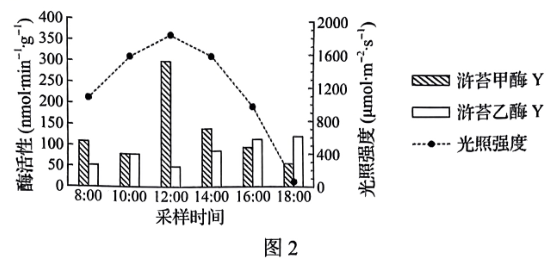 酶活性 (nmol·min⁻¹·g⁻¹)
400
350
300
250
200
150
100
50
0
8:00 10:00 12:00 14:00 16:00 18:00
采样时间
2000
1600
1200
800
400
0
光照强度 (μmol·m⁻²·s⁻¹)
浒苔甲酶 Y
浒苔乙酶 Y
光照强度
图 2